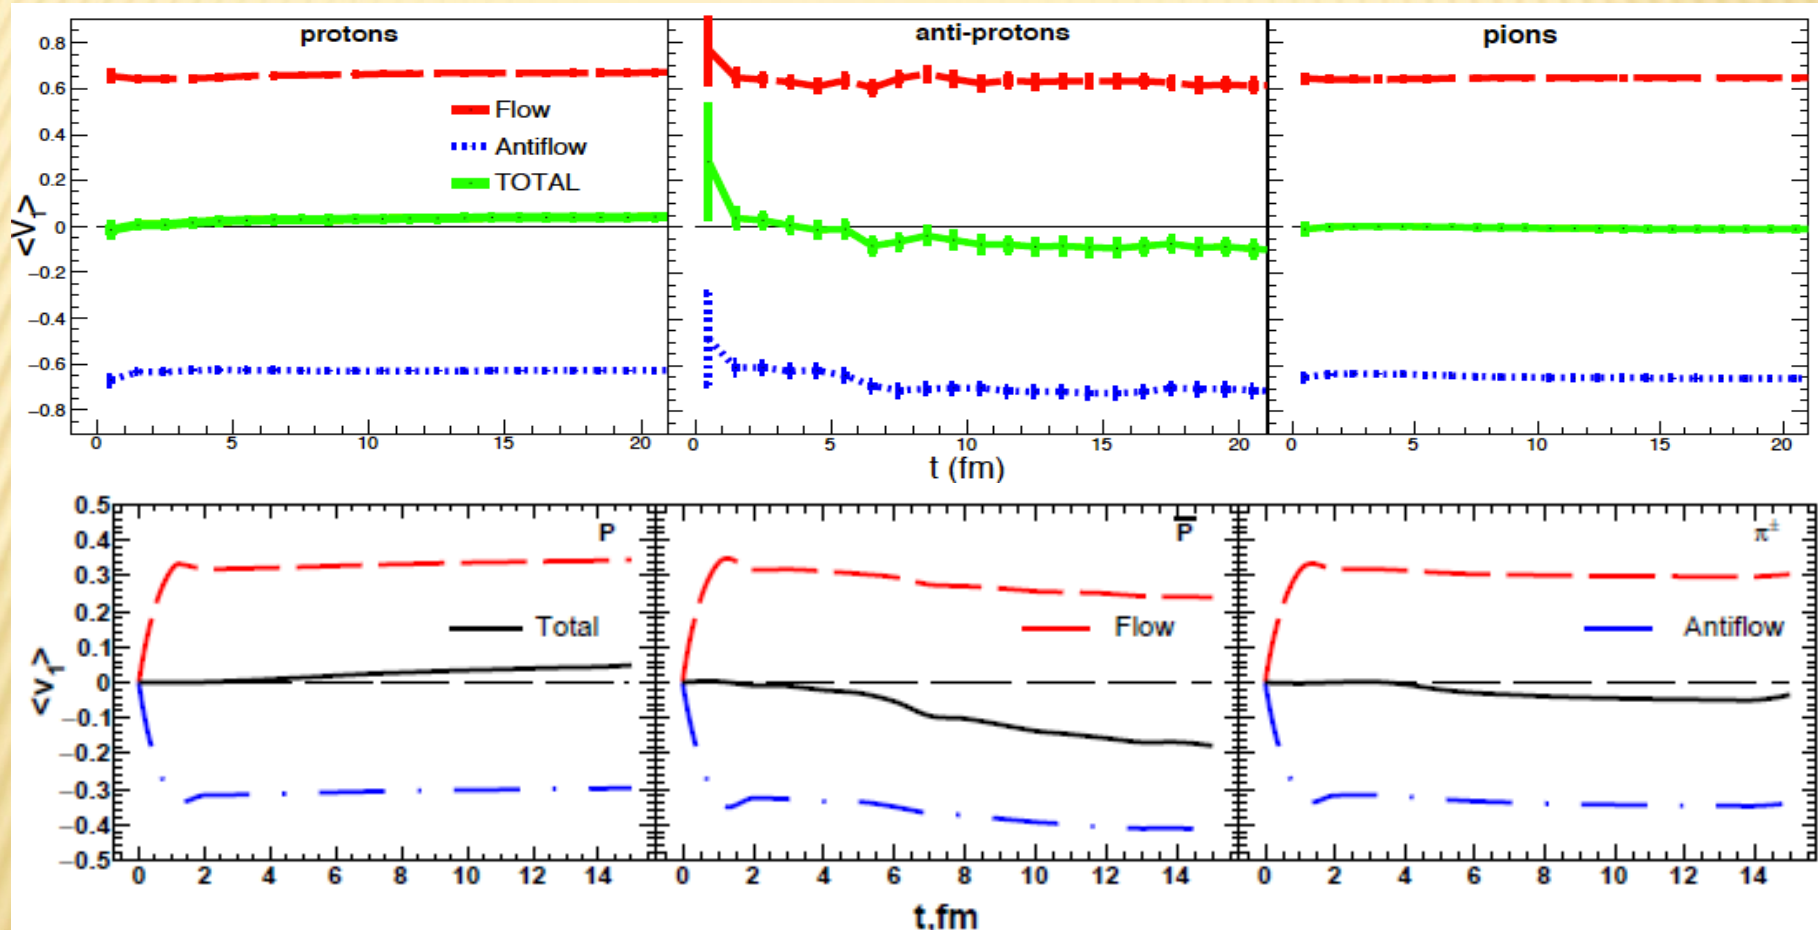 protons
anti-protons
pions
0.8
0.6
0.4
0.2
0
−0.2
−0.4
−0.6
−0.8
<V1>
Flow
Antiflow
TOTAL
0 5 10 15 20
0 5 10 15 20
0 5 10 15 20
t (fm)
0.5
0.4
0.3
0.2
0.1
0
−0.1
−0.2
−0.3
−0.4
−0.5
<v1>
P
P̅
π±
Total
Flow
Antiflow
0 2 4 6 8 10 12 14
0 2 4 6 8 10 12 14
0 2 4 6 8 10 12 14
t,fm